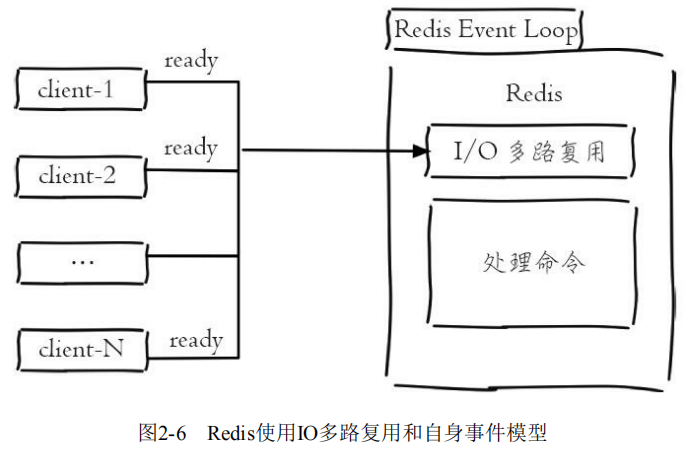 Redis Event Loop
ready
client-1
Redis
I/O 多路复用
ready
client-2
...
处理命令
ready
client-N
图2-6 Redis使用IO多路复用和自身事件模型